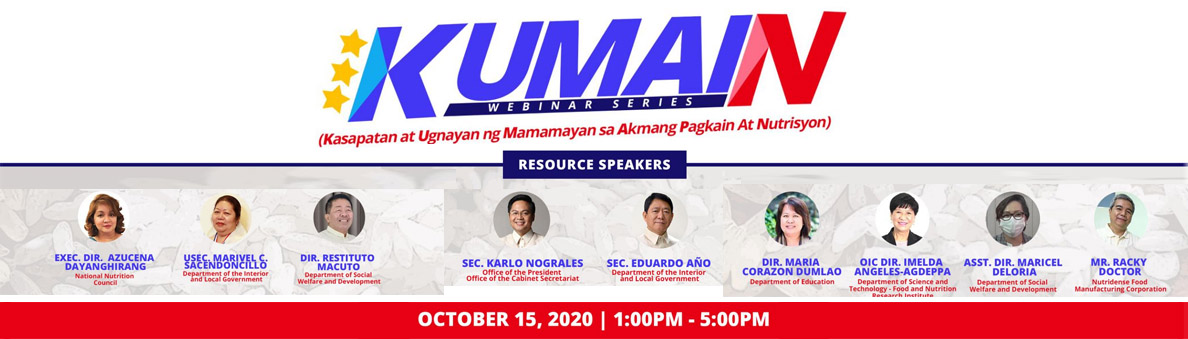 KUMAIN
WEBINAR SERIES
(Kasapatan at Ugnayan ng Mamamayan sa Akmang Pagkain At Nutrisyon)
RESOURCE SPEAKERS
EXEC. DIR. AZUCENA
DAYANGHIRANG
National Nutrition
Council
USEC. MARIVEL C.
SACENDONCILLO
Department of the Interior
and Local Government
DIR. RESTITUTO
MACUTO
Department of Social
Welfare and Development
SEC. KARLO NOGRALES
Office of the President
Office of the Cabinet Secretariat
SEC. EDUARDO AÑO
Department of the Interior
and Local Government
DIR. MARIA
CORAZON DUMLAO
Department of Education
OIC DIR. IMELDA
ANGELES-AGDEPPA
Department of Science and
Technology - Food and Nutrition
Research Institute
ASST. DIR. MARICEL
DELORIA
Department of Social
Welfare and Development
MR. RACKY
DOCTOR
Nutridense Food
Manufacturing Corporation
OCTOBER 15, 2020 | 1:00PM - 5:00PM